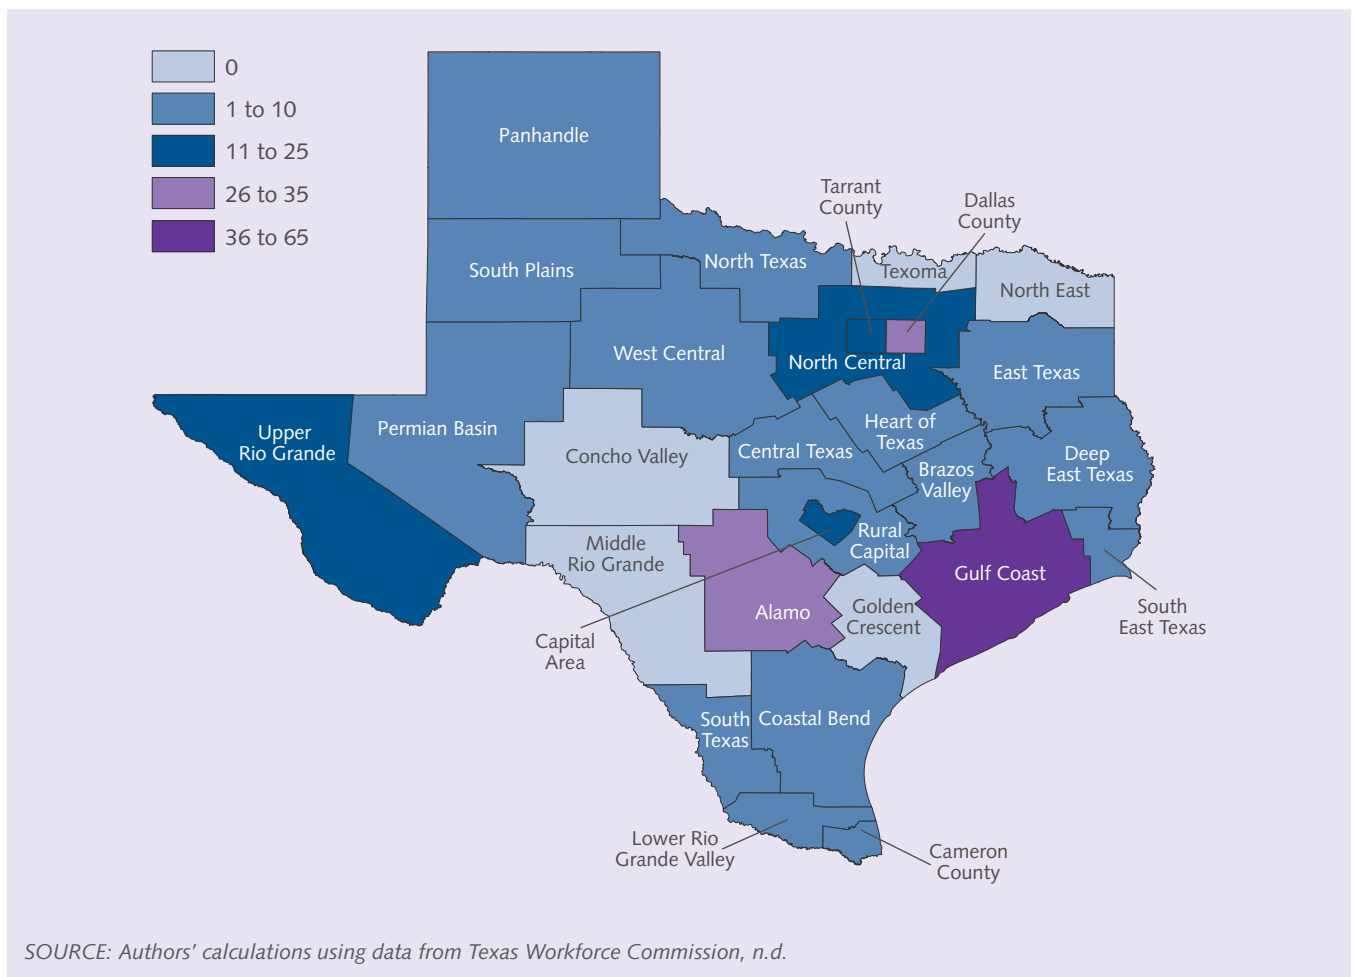 0
1 to 10
11 to 25
26 to 35
36 to 65
Panhandle
Tarrant
County
Dallas
County
South Plains
North Texas
Texoma
North East
West Central
North Central
East Texas
Upper
Rio Grande
Permian Basin
Concho Valley
Central Texas
Heart of
Texas
Brazos
Valley
Deep
East Texas
Middle
Rio Grande
Rural
Capital
Gulf Coast
Alamo
Golden
Crescent
South
East Texas
Capital
Area
South
Texas
Coastal Bend
Lower Rio
Grande Valley
Cameron
County
SOURCE: Authors' calculations using data from Texas Workforce Commission, n.d.